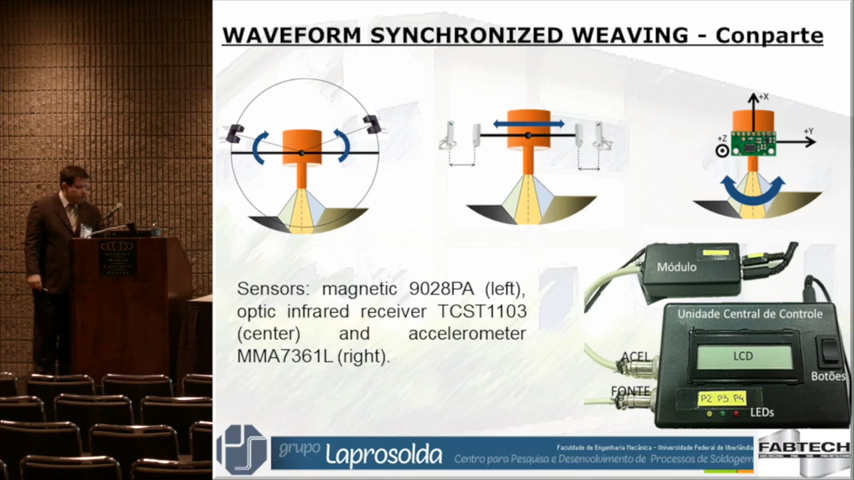 WAVEFORM SYNCHRONIZED WEAVING - Conparte
+X
+Z
+Y
Sensors: magnetic 9028PA (left),
optic infrared receiver TCST1103
(center) and accelerometer
MMA7361L (right).
Módulo
Unidade Central de Controle
LCD
ACEL
Botões
FONTE
P2 P3 P4
LEDs
grupo Laprosolda
Faculdade de Engenharia Mecânica - Universidade Federal de Uberlândia
Centro para Pesquisa e Desenvolvimento de Processos de Soldagem
FABTECH